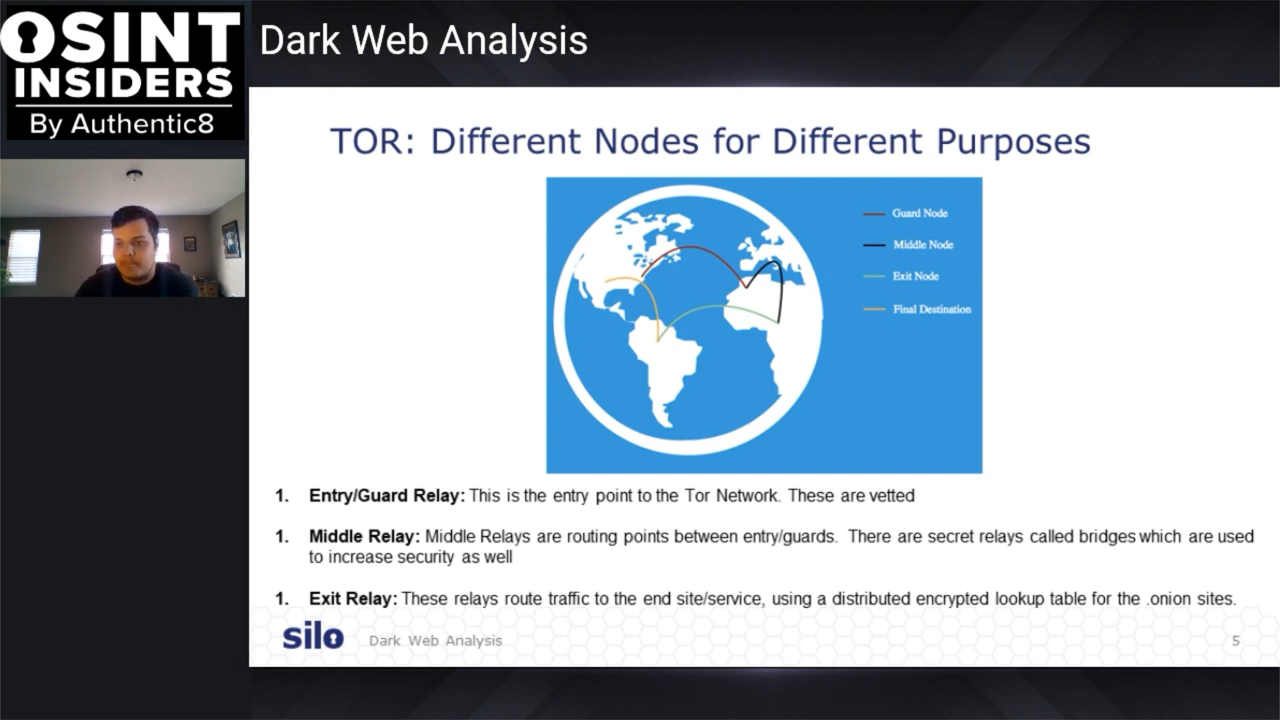 OSINT
INSIDERS
By Authentic8
Dark Web Analysis
TOR: Different Nodes for Different Purposes
Guard Node
Middle Node
Exit Node
Final Destination
1. Entry/Guard Relay: This is the entry point to the Tor Network. These are vetted
1. Middle Relay: Middle Relays are routing points between entry/guards. There are secret relays called bridges which are used
to increase security as well
1. Exit Relay: These relays route traffic to the end site/service, using a distributed encrypted lookup table for the .onion sites.
silo
Dark Web Analysis
5